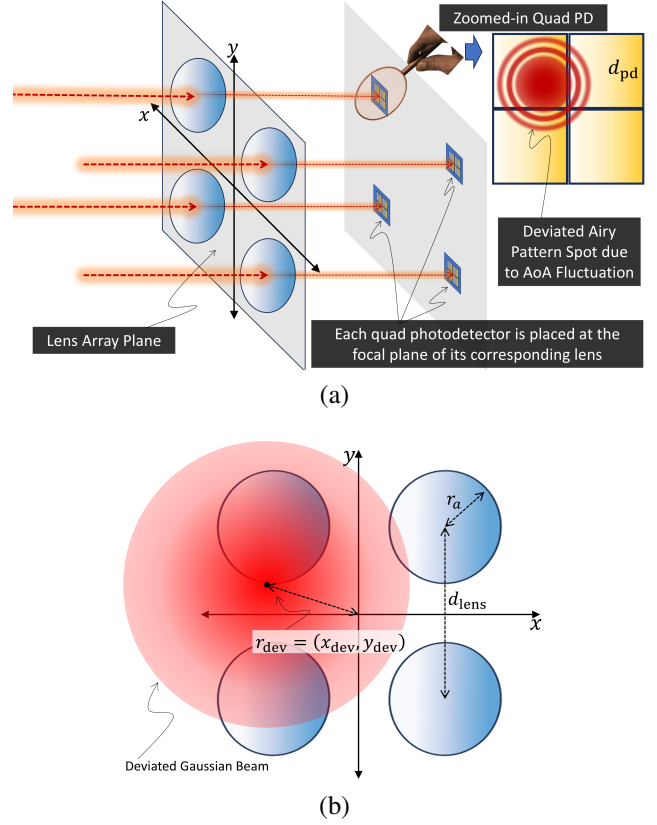 Zoomed-in Quad PD
y
x
d_pd
Deviated Airy
Pattern Spot due
to AoA Fluctuation
Lens Array Plane
Each quad photodetector is placed at the
focal plane of its corresponding lens
(a)
y
r_a
d_lens
x
r_dev = (x_dev, y_dev)
Deviated Gaussian Beam
(b)